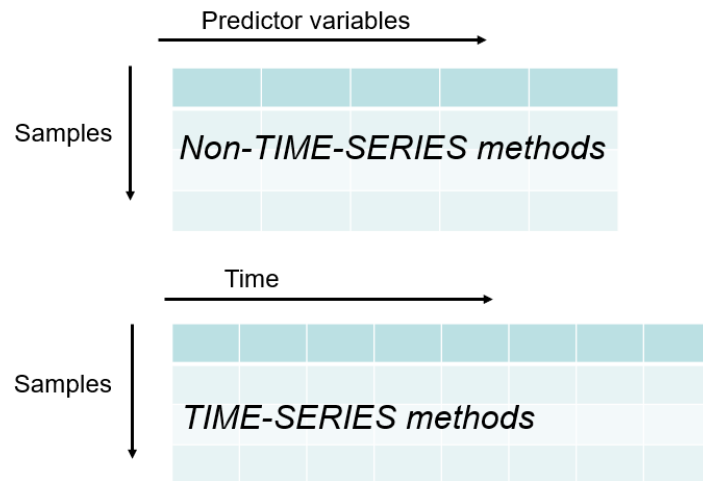 Predictor variables
Samples
Non-TIME-SERIES methods
Time
Samples
TIME-SERIES methods